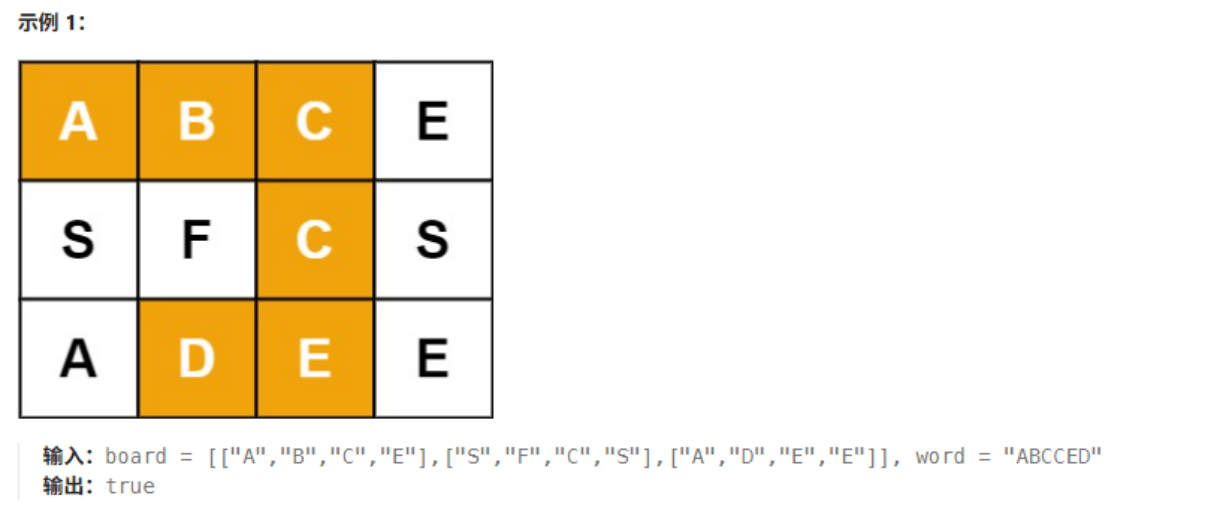 示例 1：
A B C E
S F C S
A D E E
输入：board = [["A","B","C","E"],["S","F","C","S"],["A","D","E","E"]], word = "ABCCED"
输出：true